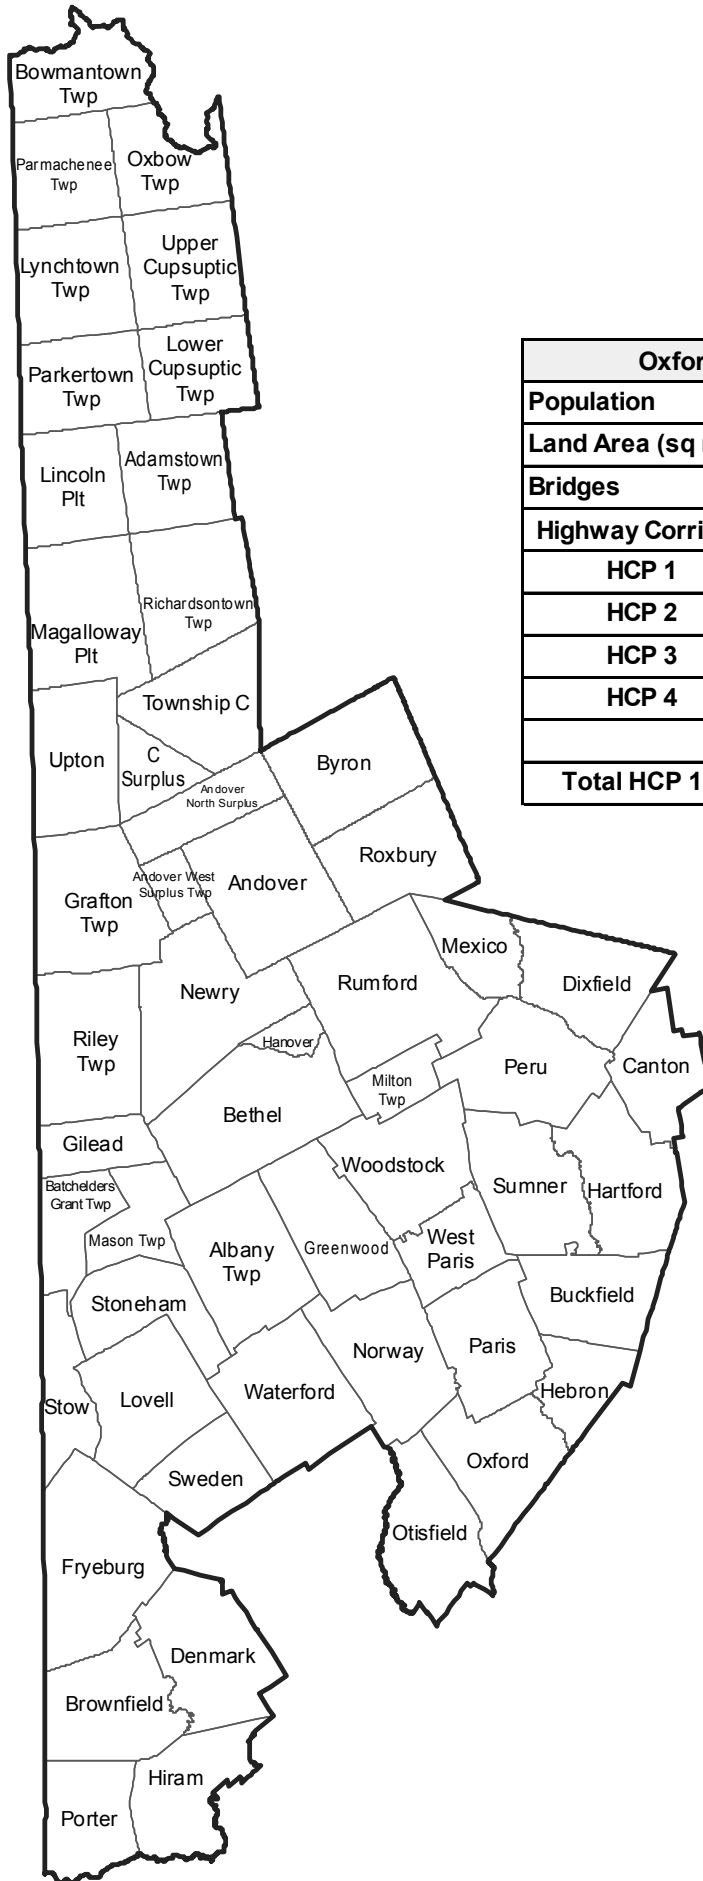 Bowmantown
Twp
Parmachenee
Twp
Oxbow
Twp
Lynchtown
Twp
Upper
Cupsuptic
Twp
Parkertown
Twp
Lower
Cupsuptic
Twp
Lincoln
Plt
Adamstown
Twp
Magalloway
Plt
Richardsontown
Twp
Township C
Upton
C
Surplus
Andover
North Surplus
Byron
Roxbury
Andover West
Surplus Twp
Andover
Grafton
Twp
Mexico
Dixfield
Rumford
Newry
Hanover
Riley
Twp
Milton
Twp
Peru
Canton
Bethel
Gilead
Woodstock
Sumner
Hartford
Batchelders
Grant Twp
Mason Twp
Albany
Twp
Greenwood
West
Paris
Stoneham
Buckfield
Norway
Paris
Stow
Lovell
Waterford
Hebron
Sweden
Oxford
Otisfield
Fryeburg
Denmark
Brownfield
Hiram
Porter
Oxfor
Population
Land Area (sq
Bridges
Highway Corri
HCP 1
HCP 2
HCP 3
HCP 4
Total HCP 1